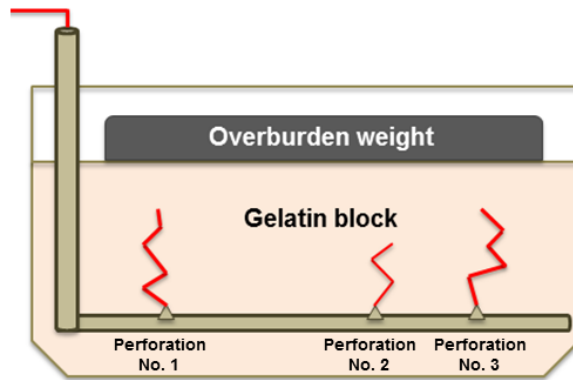 Overburden weight
Gelatin block
Perforation No. 1
Perforation No. 2
Perforation No. 3